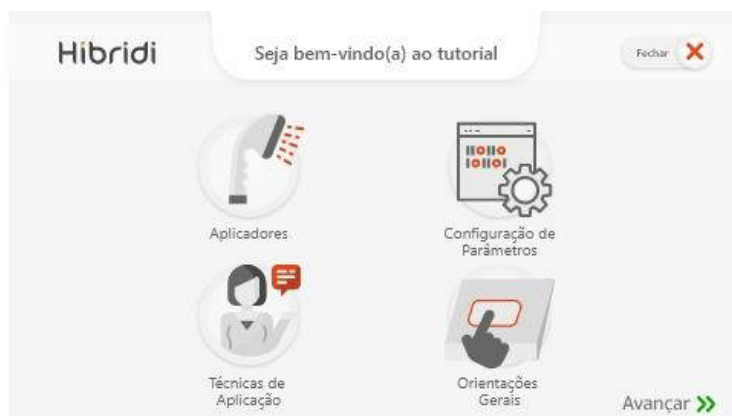 Hibridi
Seja bem-vindo(a) ao tutorial
Fechar
Aplicadores
Configuração de
Parâmetros
Técnicas de
Aplicação
Orientações
Gerais
Avançar